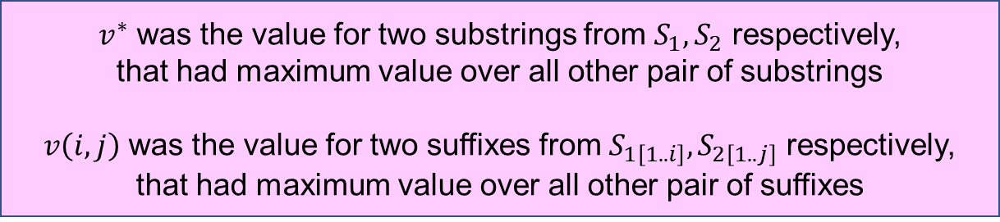 v* was the value for two substrings from S₁, S₂ respectively,
that had maximum value over all other pair of substrings
v(i, j) was the value for two suffixes from S₁[1..i], S₂[1..j] respectively,
that had maximum value over all other pair of suffixes